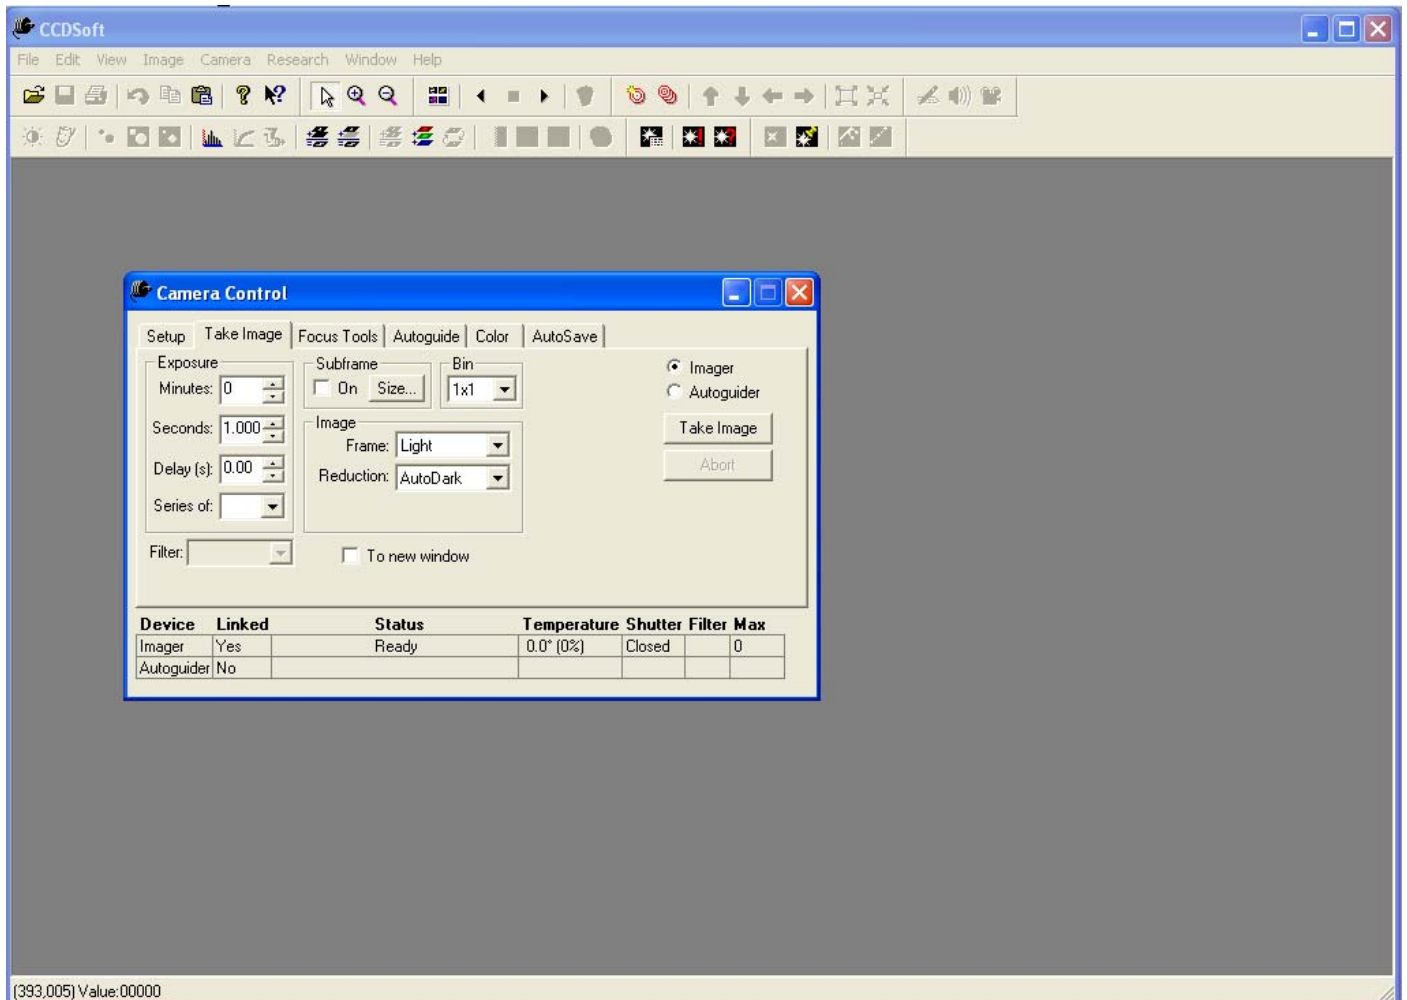 CCDSoft
File Edit View Image Camera Research Window Help
Camera Control
Setup Take Image Focus Tools Autoguide Color AutoSave
Exposure Subframe Bin Imager
Minutes: 0 On Size... 1x1 Autoguider
Seconds: 1.000 Image Take Image
Frame: Light
Delay (s): 0.00 Reduction: AutoDark Abort
Series of:
Filter: To new window
Device Linked Status Temperature Shutter Filter Max
Imager Yes Ready 0.0° (0%) Closed 0
Autoguider No
(393,005) Value:00000